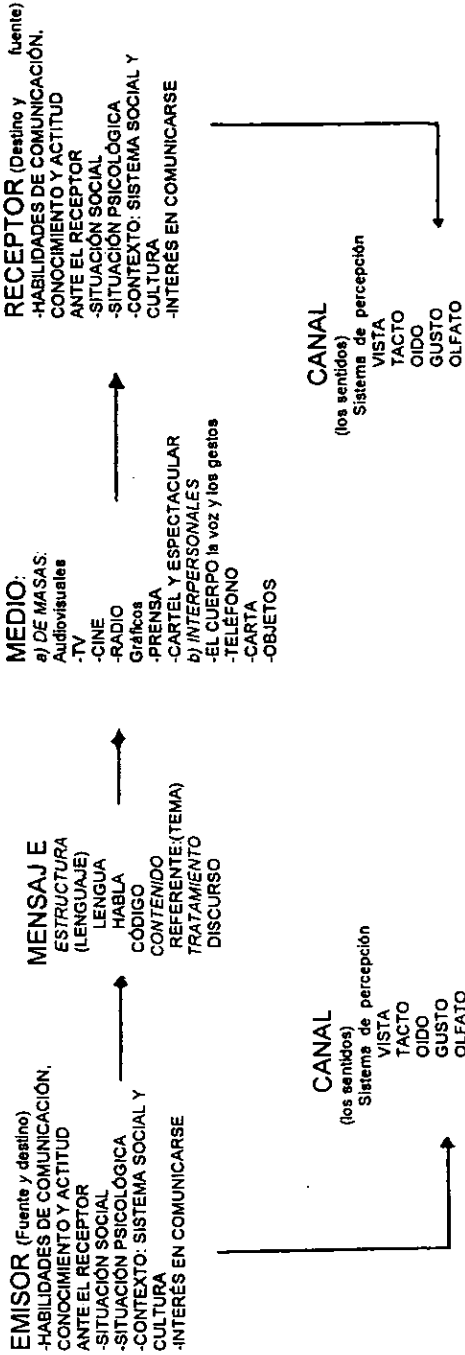 EMISOR (Fuente y destino)
-HABILIDADES DE COMUNICACIÓN,
CONOCIMIENTO Y ACTITUD
ANTE EL RECEPTOR
-SITUACIÓN SOCIAL
-SITUACIÓN PSICOLÓGICA
-CONTEXTO: SISTEMA SOCIAL Y
CULTURA
-INTERÉS EN COMUNICARSE
CANAL
(los sentidos)
Sistema de percepción
VISTA
TACTO
OIDO
GUSTO
OLFATO
MENSAJ E
ESTRUCTURA
(LENGUAJE)
LENGUA
HABLA
CÓDIGO
CONTENIDO
REFERENTE:(TEMA)
TRATAMIENTO
DISCURSO
MEDIO:
a) DE MASAS:
Audiovisuales
-TV
-CINE
-RADIO
Gráficos
-PRENSA
-CARTEL Y ESPECTACULAR
b) INTERPERSONALES
-EL CUERPO la voz y los gestos
-TELÉFONO
-CARTA
-OBJETOS
RECEPTOR (Destino y fuente)
-HABILIDADES DE COMUNICACIÓN,
CONOCIMIENTO Y ACTITUD
ANTE EL RECEPTOR
-SITUACIÓN SOCIAL
-SITUACIÓN PSICOLÓGICA
-CONTEXTO: SISTEMA SOCIAL Y
CULTURA
-INTERÉS EN COMUNICARSE
CANAL
(los sentidos)
Sistema de percepción
VISTA
TACTO
OIDO
GUSTO
OLFATO